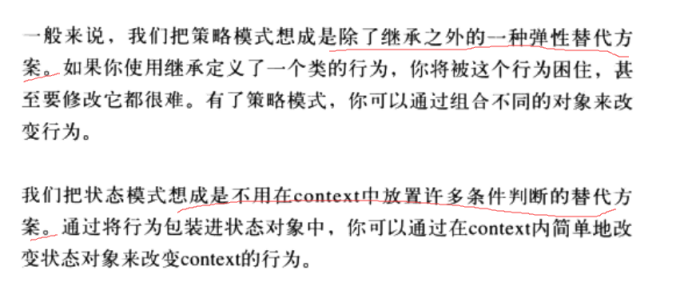 一般来说，我们把策略模式想成是除了继承之外的一种弹性替代方
案。如果你使用继承定义了一个类的行为，你将被这个行为困住，甚
至要修改它都很难。有了策略模式，你可以通过组合不同的对象来改
变行为。
我们把状态模式想成是不用在context中放置许多条件判断的替代方
案。通过将行为包装进状态对象中，你可以通过在context内简单地改
变状态对象来改变context的行为。